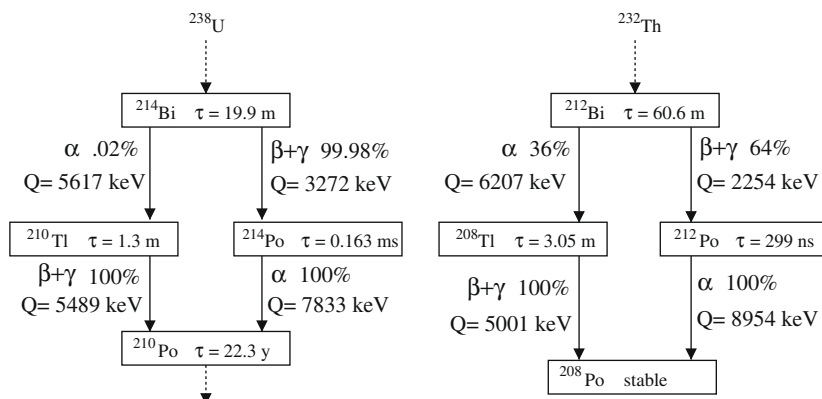 ²³⁸U
²¹⁴Bi τ = 19.9 m
α .02%
Q= 5617 keV
β+γ 99.98%
Q= 3272 keV
²¹⁰Tl τ = 1.3 m
²¹⁴Po τ = 0.163 ms
β+γ 100%
Q= 5489 keV
α 100%
Q= 7833 keV
²¹⁰Po τ = 22.3 y
²³²Th
²¹²Bi τ = 60.6 m
α 36%
Q= 6207 keV
β+γ 64%
Q= 2254 keV
²⁰⁸Tl τ = 3.05 m
²¹²Po τ = 299 ns
β+γ 100%
Q= 5001 keV
α 100%
Q= 8954 keV
²⁰⁸Po stable